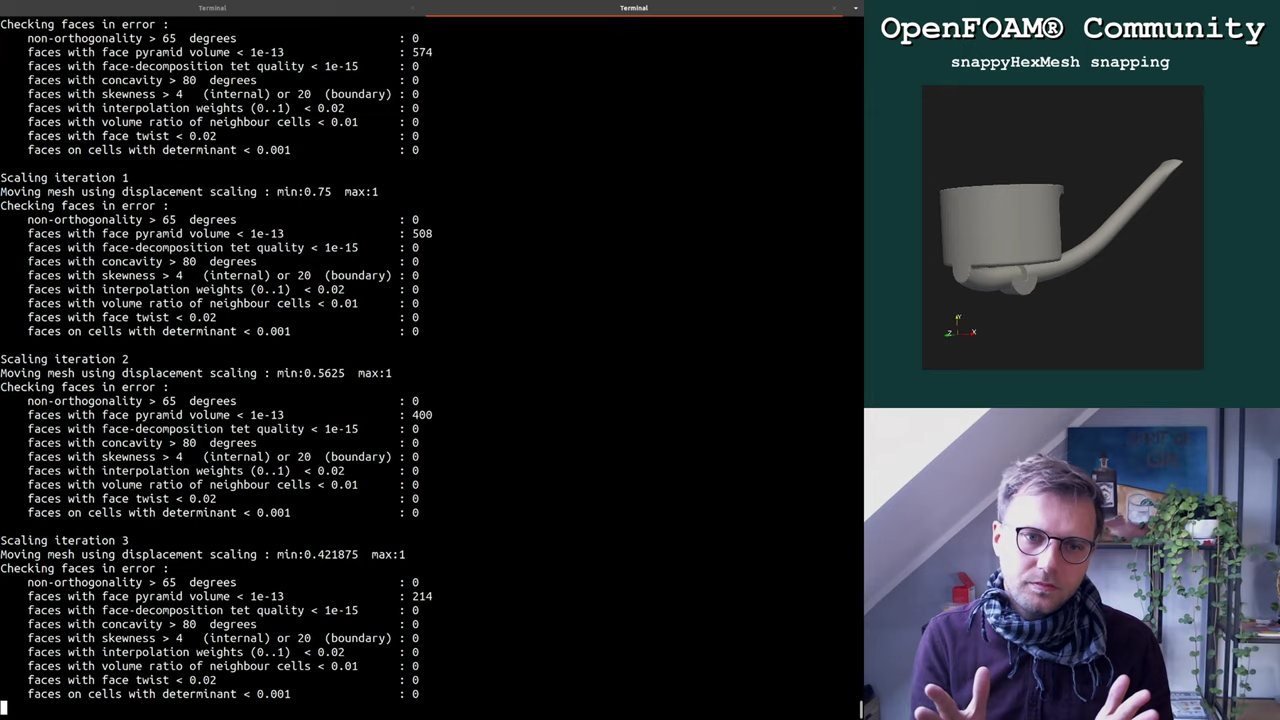 Terminal
Terminal
Checking faces in error :
non-orthogonality > 65 degrees : 0
faces with face pyramid volume < 1e-13 : 574
faces with face-decomposition tet quality < 1e-15 : 0
faces with concavity > 80 degrees : 0
faces with skewness > 4 (internal) or 20 (boundary) : 0
faces with interpolation weights (0..1) < 0.02 : 0
faces with volume ratio of neighbour cells < 0.01 : 0
faces with face twist < 0.02 : 0
faces on cells with determinant < 0.001 : 0
Scaling iteration 1
Moving mesh using displacement scaling : min:0.75 max:1
Checking faces in error :
non-orthogonality > 65 degrees : 0
faces with face pyramid volume < 1e-13 : 508
faces with face-decomposition tet quality < 1e-15 : 0
faces with concavity > 80 degrees : 0
faces with skewness > 4 (internal) or 20 (boundary) : 0
faces with interpolation weights (0..1) < 0.02 : 0
faces with volume ratio of neighbour cells < 0.01 : 0
faces with face twist < 0.02 : 0
faces on cells with determinant < 0.001 : 0
Scaling iteration 2
Moving mesh using displacement scaling : min:0.5625 max:1
Checking faces in error :
non-orthogonality > 65 degrees : 0
faces with face pyramid volume < 1e-13 : 400
faces with face-decomposition tet quality < 1e-15 : 0
faces with concavity > 80 degrees : 0
faces with skewness > 4 (internal) or 20 (boundary) : 0
faces with interpolation weights (0..1) < 0.02 : 0
faces with volume ratio of neighbour cells < 0.01 : 0
faces with face twist < 0.02 : 0
faces on cells with determinant < 0.001 : 0
Scaling iteration 3
Moving mesh using displacement scaling : min:0.421875 max:1
Checking faces in error :
non-orthogonality > 65 degrees : 0
faces with face pyramid volume < 1e-13 : 214
faces with face-decomposition tet quality < 1e-15 : 0
faces with concavity > 80 degrees : 0
faces with skewness > 4 (internal) or 20 (boundary) : 0
faces with interpolation weights (0..1) < 0.02 : 0
faces with volume ratio of neighbour cells < 0.01 : 0
faces with face twist < 0.02 : 0
faces on cells with determinant < 0.001 : 0
OpenFOAM® Community
snappyHexMesh snapping
Y
Z X